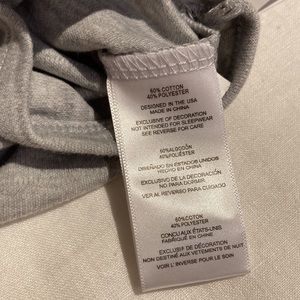 60% COTTON
40% POLYESTER
DESIGNED IN THE USA
MADE IN CHINA
EXCLUSIVE OF DECORATION
NOT INTENDED FOR SLEEPWEAR
SEE REVERSE FOR CARE
60% ALGODÓN
40% POLIÉSTER
DISEÑADO EN ESTADOS UNIDOS
HECHO EN CHINA
EXCLUSIVO DE LA DECORACIÓN
NO PARA DORMIR
VER AL REVERSO PARA CUIDADO
60% COTON
40% POLYESTER
CONCU AUX ÉTATS-UNIS
FABRIQUÉ EN CHINE
EXCLUSIF DE DÉCORATION
NON DESTINÉS AUX VÊTEMENTS DE NUIT
VOIR L'INVERSE POUR LE SOIN